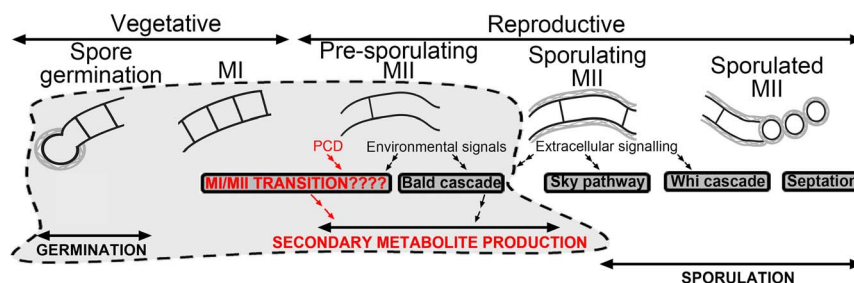 Vegetative
Reproductive
Spore
germination
MI
Pre-sporulating
MII
Sporulating
MII
Sporulated
MII
PCD
Environmental signals
Extracellular signalling
MI/MII TRANSITION????
Bald cascade
Sky pathway
Whi cascade
Septation
GERMINATION
SECONDARY METABOLITE PRODUCTION
SPORULATION